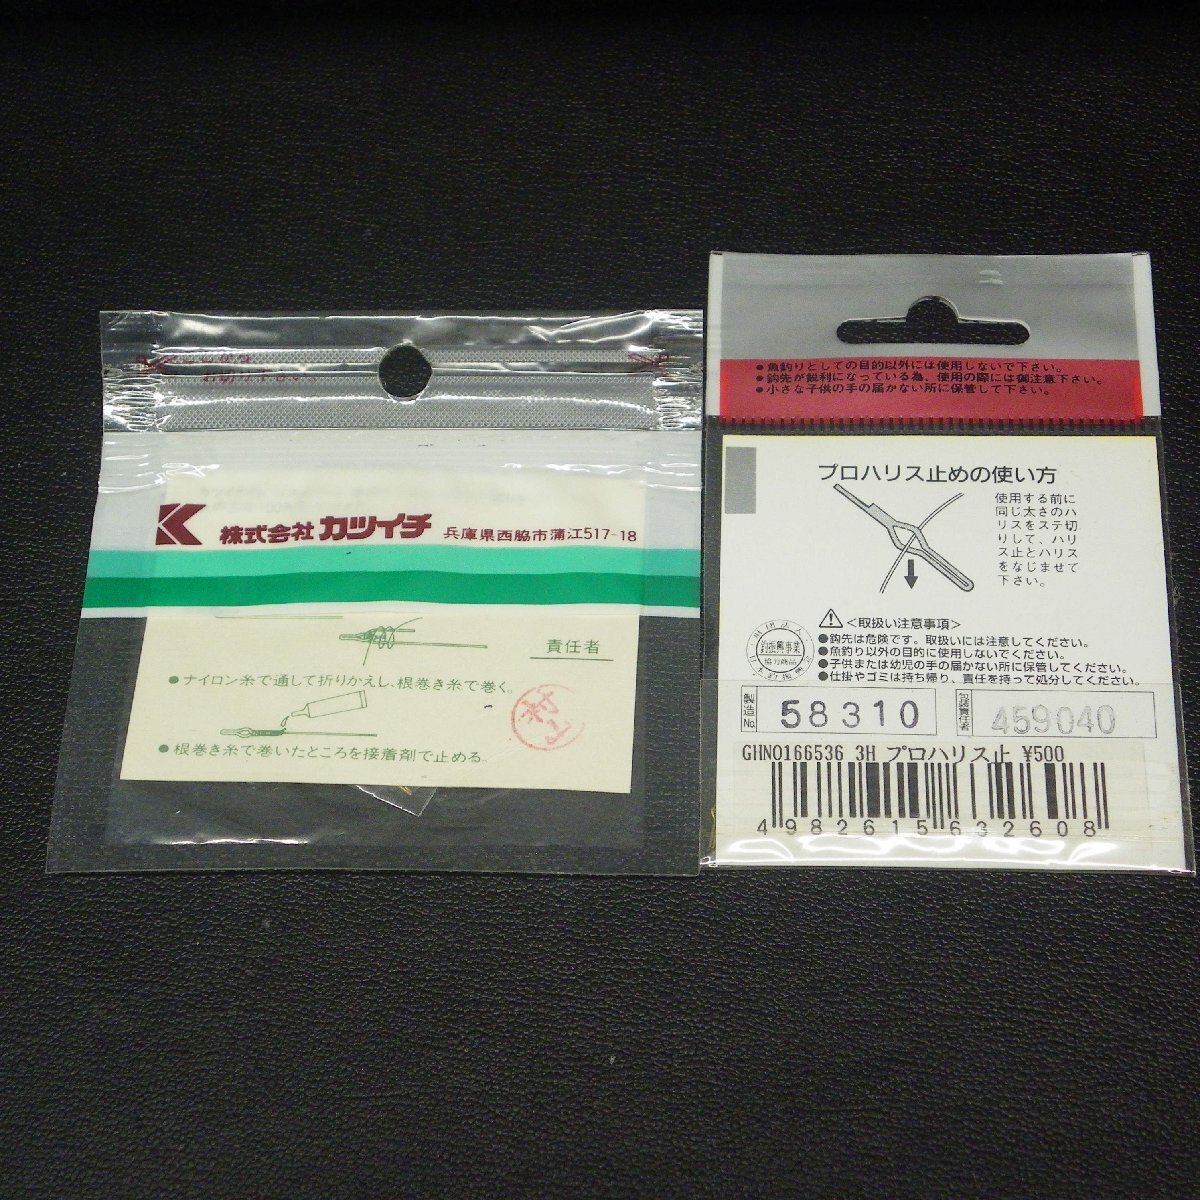 K 株式会社 カツイチ 兵庫県西脇市蒲江517-18
責任者
●ナイロン糸で通して折りかえし、根巻き糸で巻く。
村山
●根巻き糸で巻いたところを接着剤で止める。
●魚釣りとしての目的以外には使用しないで下さい。
●鈎先が鋭利になっている為、使用の際には御注意下さい。
●小さな子供の手の届かない所に保管して下さい。
プロハリス止めの使い方
使用する前に
同じ太さのハ
リスをステ切
りして、ハリ
ス止とハリス
をなじませて
下さい。
<取扱い注意事項>
●鈎先は危険です。取扱いには注意してください。
●魚釣り以外の目的に使用しないでください。
●子供または幼児の手の届かない所に保管してください。
●仕掛やゴミは持ち帰り、責任を持って処分してください。
釣振興事業
協力商品
製造No. 58310
包装責任者 459040
GHNO166536 3H プロハリス止 ¥500
4982615632608